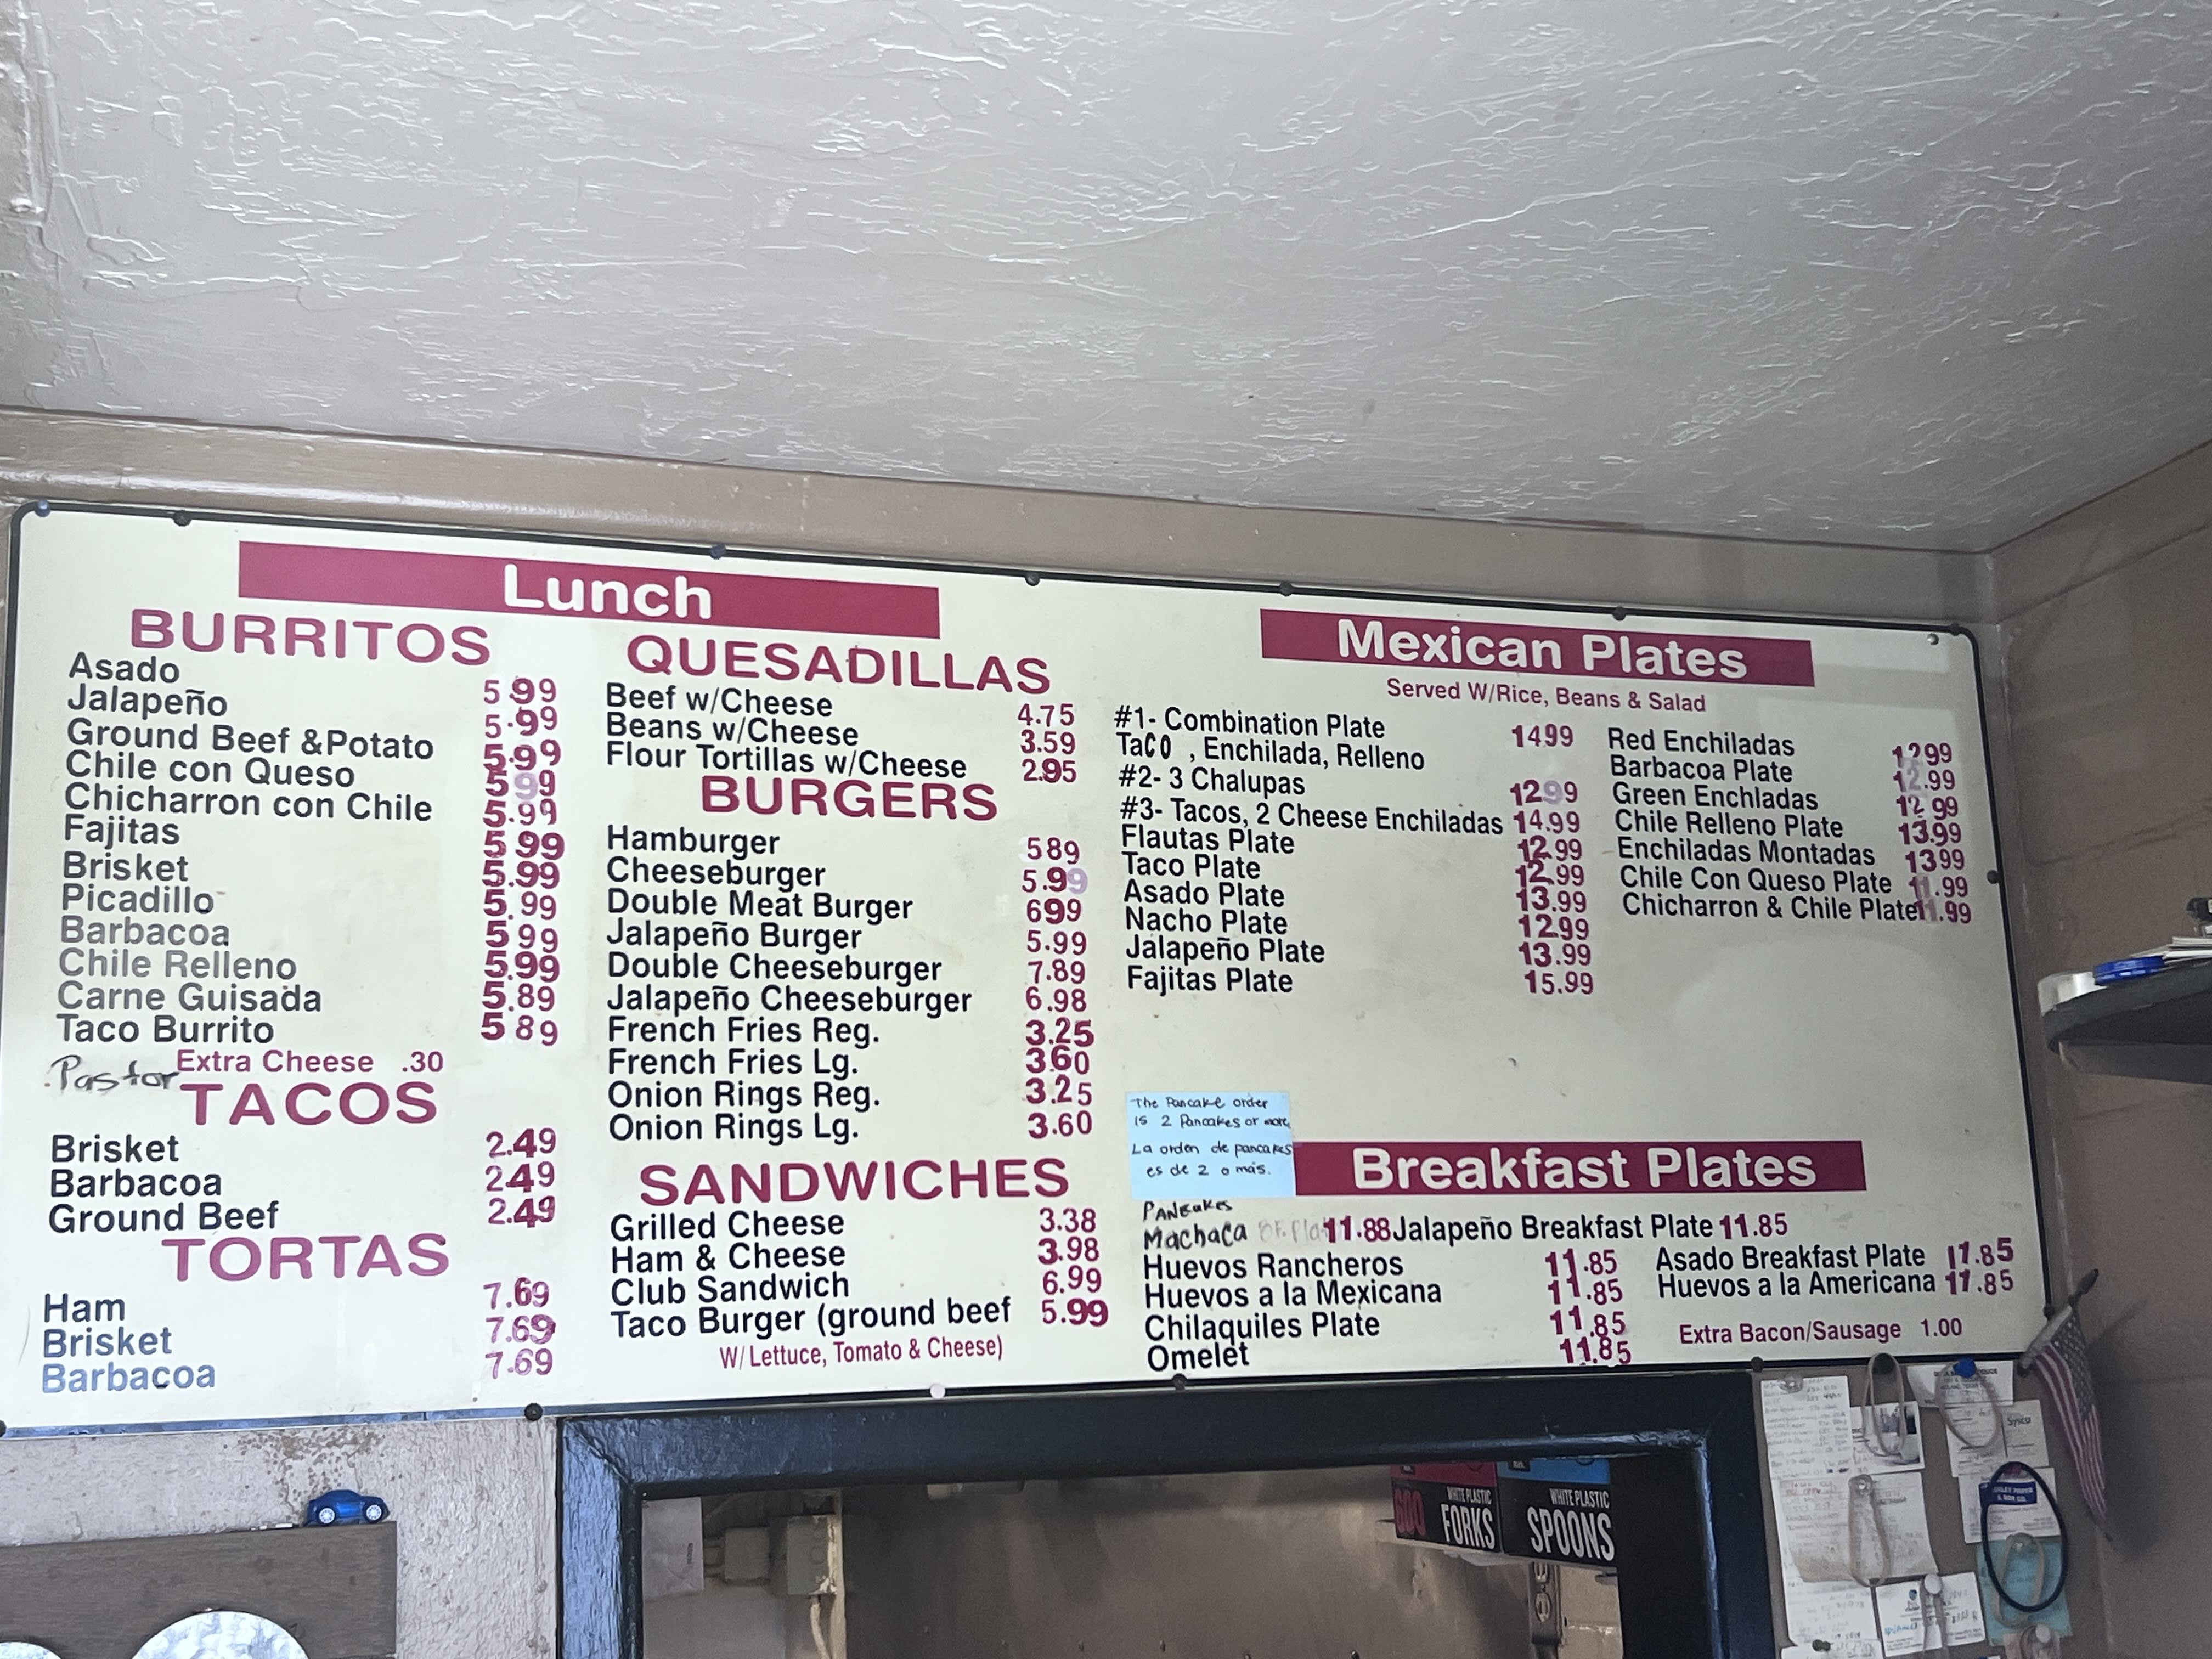 Lunch
BURRITOS
Asado 5.99
Jalapeño 5.99
Ground Beef &Potato 5.99
Chile con Queso 599
Chicharron con Chile 5.99
Fajitas 5.99
Brisket 5.99
Picadillo 5.99
Barbacoa 5.99
Chile Relleno 5.99
Carne Guisada 5.89
Taco Burrito 5.89
Extra Cheese .30
Pastor
TACOS
Brisket 2.49
Barbacoa 2.49
Ground Beef 2.49
TORTAS
Ham 7.69
Brisket 7.69
Barbacoa 7.69
QUESADILLAS
Beef w/Cheese 4.75
Beans w/Cheese 3.59
Flour Tortillas w/Cheese 2.95
BURGERS
Hamburger 589
Cheeseburger 5.99
Double Meat Burger 699
Jalapeño Burger 5.99
Double Cheeseburger 7.89
Jalapeño Cheeseburger 6.98
French Fries Reg. 3.25
French Fries Lg. 3.60
Onion Rings Reg. 3.25
Onion Rings Lg. 3.60
SANDWICHES
Grilled Cheese 3.38
Ham & Cheese 3.98
Club Sandwich 6.99
Taco Burger (ground beef 5.99
W/ Lettuce, Tomato & Cheese)
Mexican Plates
Served W/Rice, Beans & Salad
#1- Combination Plate 14.99
Taco , Enchilada, Relleno
#2- 3 Chalupas 12.99
#3- Tacos, 2 Cheese Enchiladas 14.99
Flautas Plate 12.99
Taco Plate 12.99
Asado Plate 13.99
Nacho Plate 12.99
Jalapeño Plate 13.99
Fajitas Plate 15.99
Red Enchiladas 12.99
Barbacoa Plate 12.99
Green Enchladas 12.99
Chile Relleno Plate 13.99
Enchiladas Montadas 1399
Chile Con Queso Plate 11.99
Chicharron & Chile Plate 11.99
The Pancake order
is 2 Pancakes or more
La orden de pancakes
es de 2 o más.
Breakfast Plates
PANcakes
Machaca 11.88
Huevos Rancheros 11.85
Huevos a la Mexicana 11.85
Chilaquiles Plate 11.85
Omelet 11.85
Jalapeño Breakfast Plate 11.85
Asado Breakfast Plate 11.85
Huevos a la Americana 11.85
Extra Bacon/Sausage 1.00
600
WHITE PLASTIC
FORKS
WHITE PLASTIC
SPOONS
Sysco